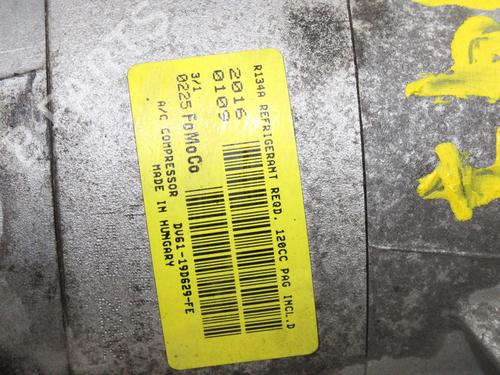 R134A REFRIGERANT REQD. 120CC PAG INCL.D
2016
0109
3/1
0225 FoMoCo
A/C COMPRESSOR DV61-19D629-FE
MADE IN HUNGARY